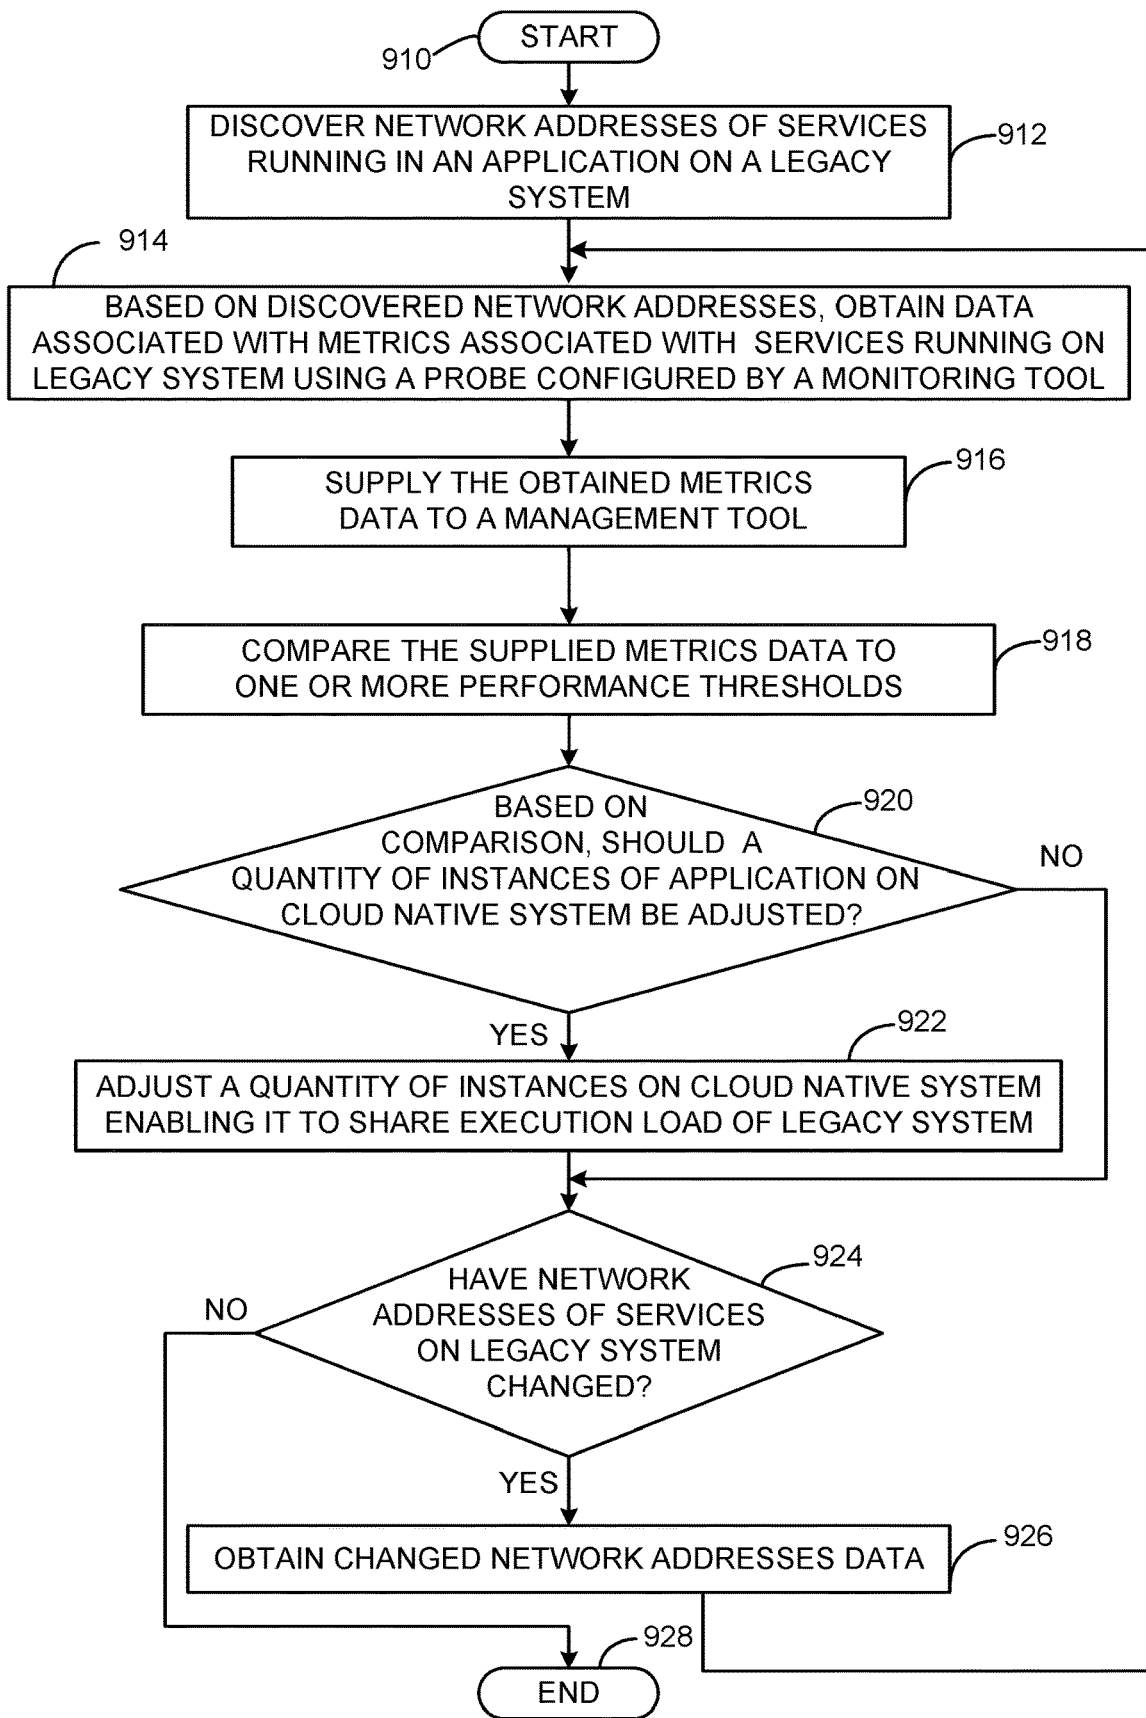 START
910
DISCOVER NETWORK ADDRESSES OF SERVICES
RUNNING IN AN APPLICATION ON A LEGACY
SYSTEM
912
914
BASED ON DISCOVERED NETWORK ADDRESSES, OBTAIN DATA
ASSOCIATED WITH METRICS ASSOCIATED WITH SERVICES RUNNING ON
LEGACY SYSTEM USING A PROBE CONFIGURED BY A MONITORING TOOL
916
SUPPLY THE OBTAINED METRICS
DATA TO A MANAGEMENT TOOL
918
COMPARE THE SUPPLIED METRICS DATA TO
ONE OR MORE PERFORMANCE THRESHOLDS
920
BASED ON
COMPARISON, SHOULD A
QUANTITY OF INSTANCES OF APPLICATION ON
CLOUD NATIVE SYSTEM BE ADJUSTED?
NO
YES
922
ADJUST A QUANTITY OF INSTANCES ON CLOUD NATIVE SYSTEM
ENABLING IT TO SHARE EXECUTION LOAD OF LEGACY SYSTEM
924
HAVE NETWORK
ADDRESSES OF SERVICES
ON LEGACY SYSTEM
CHANGED?
NO
YES
926
OBTAIN CHANGED NETWORK ADDRESSES DATA
928
END